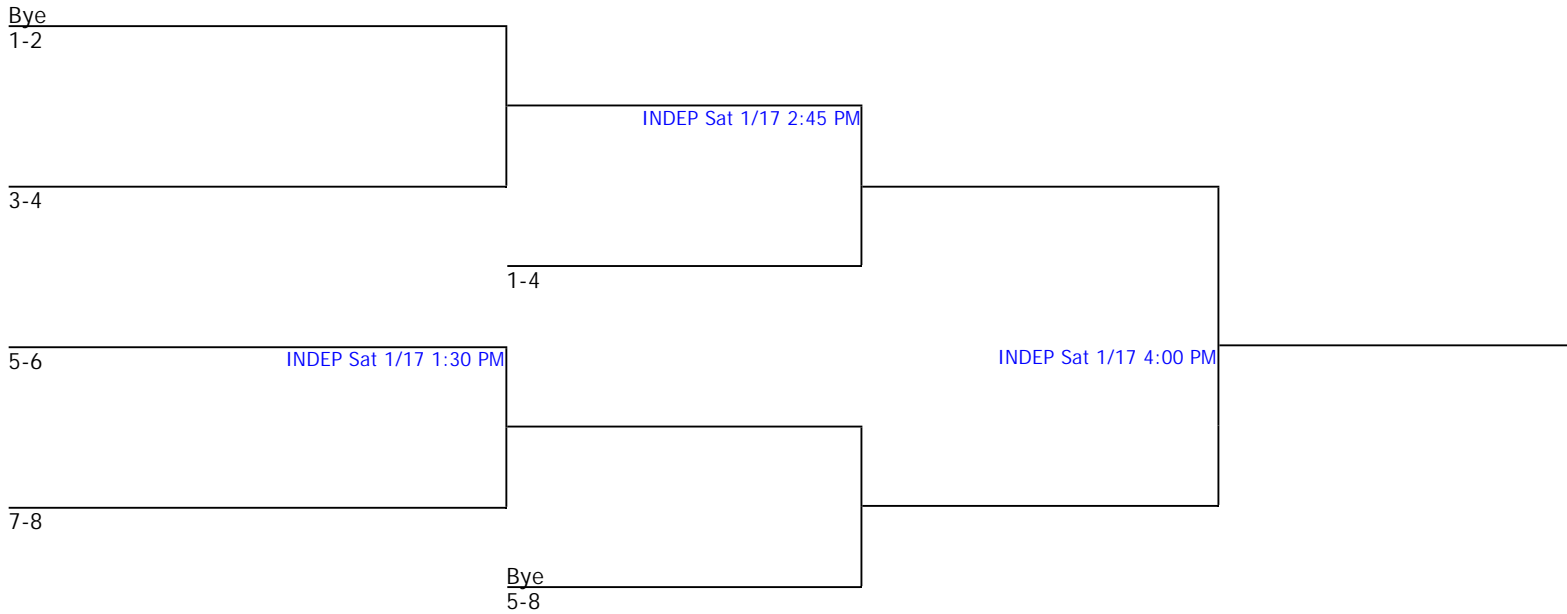 Bye
1-2
INDEP Sat 1/17 2:45 PM
3-4
1-4
5-6
INDEP Sat 1/17 1:30 PM
INDEP Sat 1/17 4:00 PM
7-8
Bye
5-8